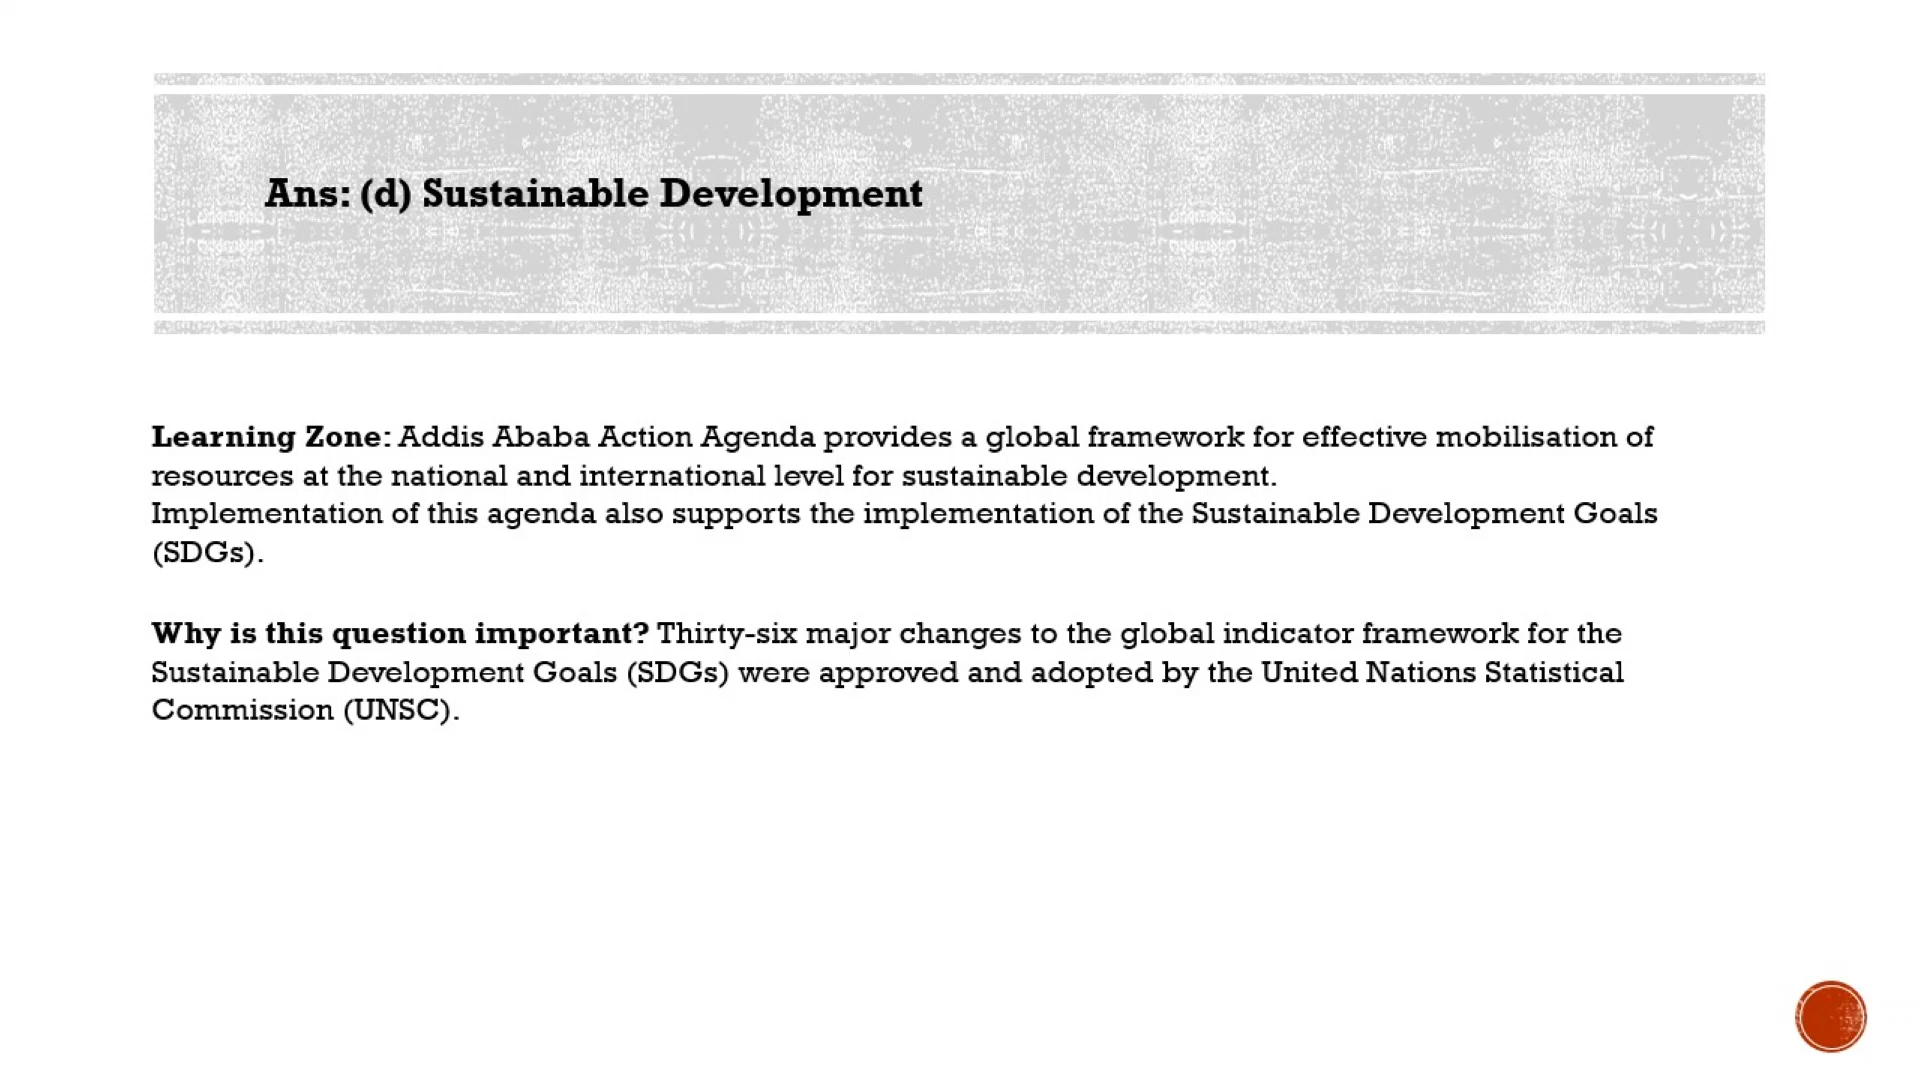 Ans: (d) Sustainable Development
Learning Zone: Addis Ababa Action Agenda provides a global framework for effective mobilisation of
resources at the national and international level for sustainable development.
Implementation of this agenda also supports the implementation of the Sustainable Development Goals
(SDGs).
Why is this question important? Thirty-six major changes to the global indicator framework for the
Sustainable Development Goals (SDGs) were approved and adopted by the United Nations Statistical
Commission (UNSC).